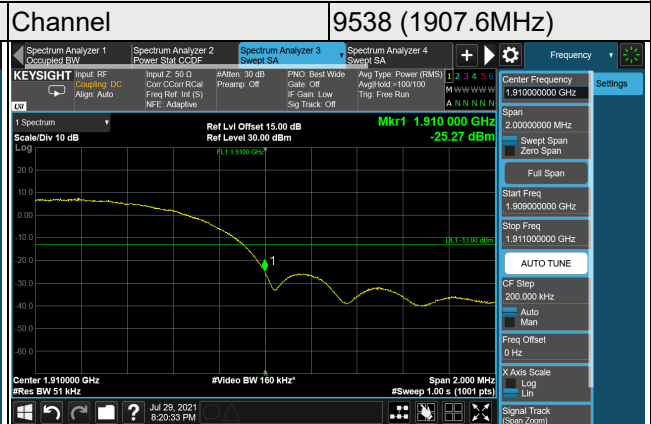 Channel 9538 (1907.6MHz)
Spectrum Analyzer 1 Spectrum Analyzer 2 Spectrum Analyzer 3 Spectrum Analyzer 4 + Frequency
Occupied BW Power Stat CCDF Swept SA Swept SA
KEYSIGHT Input: RF Input Z: 50 Ω #Atten: 30 dB PNO: Best Wide Avg Type: Power (RMS) 1 2 3 4 5 6
Coupling: DC Corr CCorr RCal Preamp: Off Gate: Off Avg|Hold:>100/100 M W W W W W
Align: Auto Freq Ref: Int (S) IF Gain: Low Trig: Free Run
LXI NFE: Adaptive Sig Track: Off A N N N N N
Center Frequency
1.910000000 GHz
Settings
Span
2.00000000 MHz
Swept Span
Zero Span
Full Span
Start Freq
1.909000000 GHz
Stop Freq
1.911000000 GHz
AUTO TUNE
CF Step
200.000 kHz
Auto
Man
Freq Offset
0 Hz
X Axis Scale
Log
Lin
Signal Track
(Span Zoom)
1 Spectrum Ref Lvl Offset 15.00 dB Mkr1 1.910 000 GHz
Scale/Div 10 dB Ref Level 30.00 dBm -25.27 dBm
Log
FL1 1.9100 GHz
20.0
10.0
0.00
-10.0
DL1 -13.00 dBm
-20.0
1
-30.0
-40.0
-50.0
-60.0
Center 1.910000 GHz #Video BW 160 kHz* Span 2.000 MHz
#Res BW 51 kHz #Sweep 1.00 s (1001 pts)
? Jul 29, 2021
8:20:33 PM